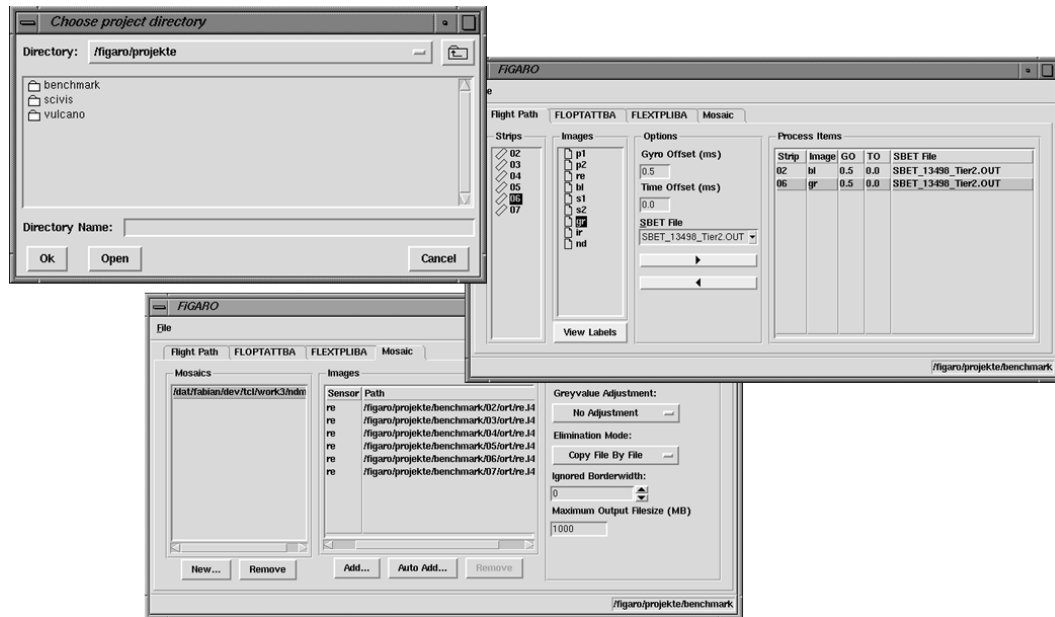 Choose project directory
Directory: /figaro/projekte
benchmark
scivis
vulcano
Directory Name:
Ok Open Cancel
FiGARO
Flight Path FLOPTATTBA FLEXTPLIBA Mosaic
Strips
02
03
04
05
06
07
Images
p1
p2
re
bl
s1
s2
gr
ir
nd
View Labels
Options
Gyro Offset (ms)
0.5
Time Offset (ms)
0.0
SBET File
SBET_13498_Tier2.OUT
Process Items
Strip Image GO TO SBET File
02 bl 0.5 0.0 SBET_13498_Tier2.OUT
06 gr 0.5 0.0 SBET_13498_Tier2.OUT
/figaro/projekte/benchmark
FiGARO
File
Flight Path FLOPTATTBA FLEXTPLIBA Mosaic
Mosaics
/dat/fabian/dev/tcl/work3/ndm
New... Remove
Images
Sensor Path
re /figaro/projekte/benchmark/02/ort/re.l4
re /figaro/projekte/benchmark/03/ort/re.l4
re /figaro/projekte/benchmark/04/ort/re.l4
re /figaro/projekte/benchmark/05/ort/re.l4
re /figaro/projekte/benchmark/06/ort/re.l4
re /figaro/projekte/benchmark/07/ort/re.l4
Add... Auto Add... Remove
Greyvalue Adjustment:
No Adjustment
Elimination Mode:
Copy File By File
Ignored Borderwidth:
0
Maximum Output Filesize (MB)
1000
/figaro/projekte/benchmark